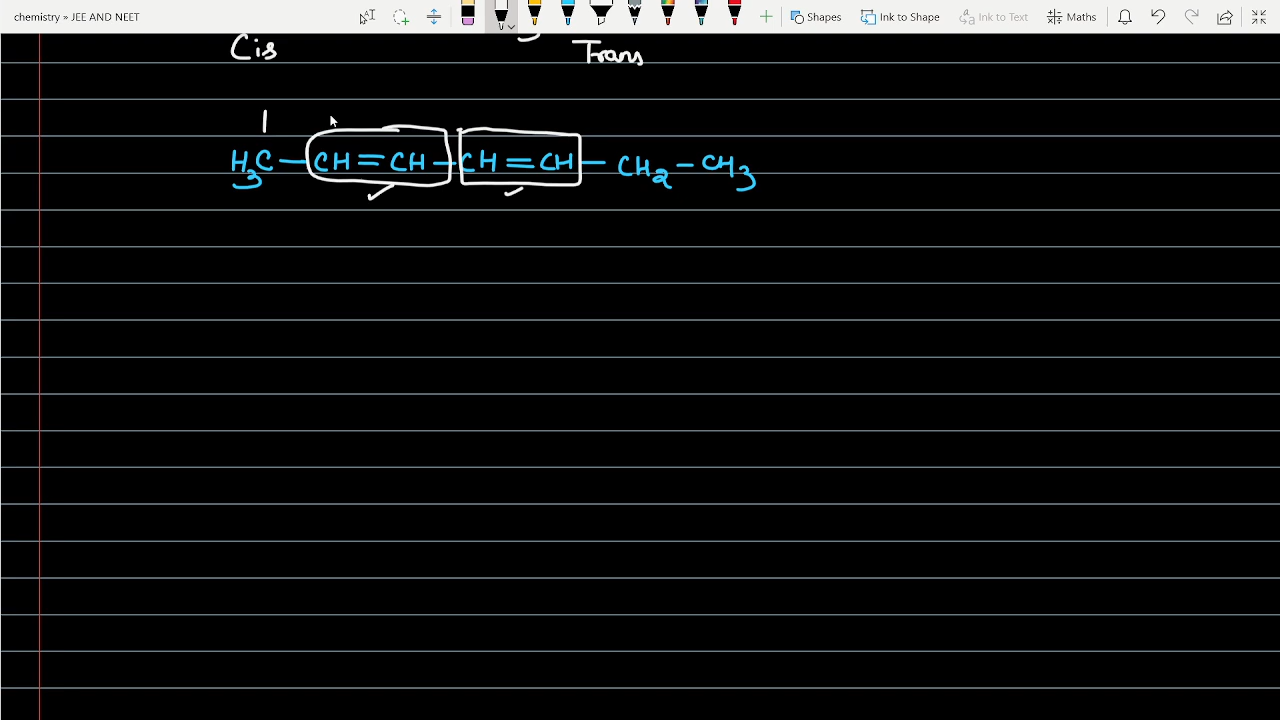 chemistry » JEE AND NEET
Shapes
Ink to Shape
Ink to Text
Maths
Cis
Trans
1
H₃C—CH=CH—CH=CH—CH₂—CH₃